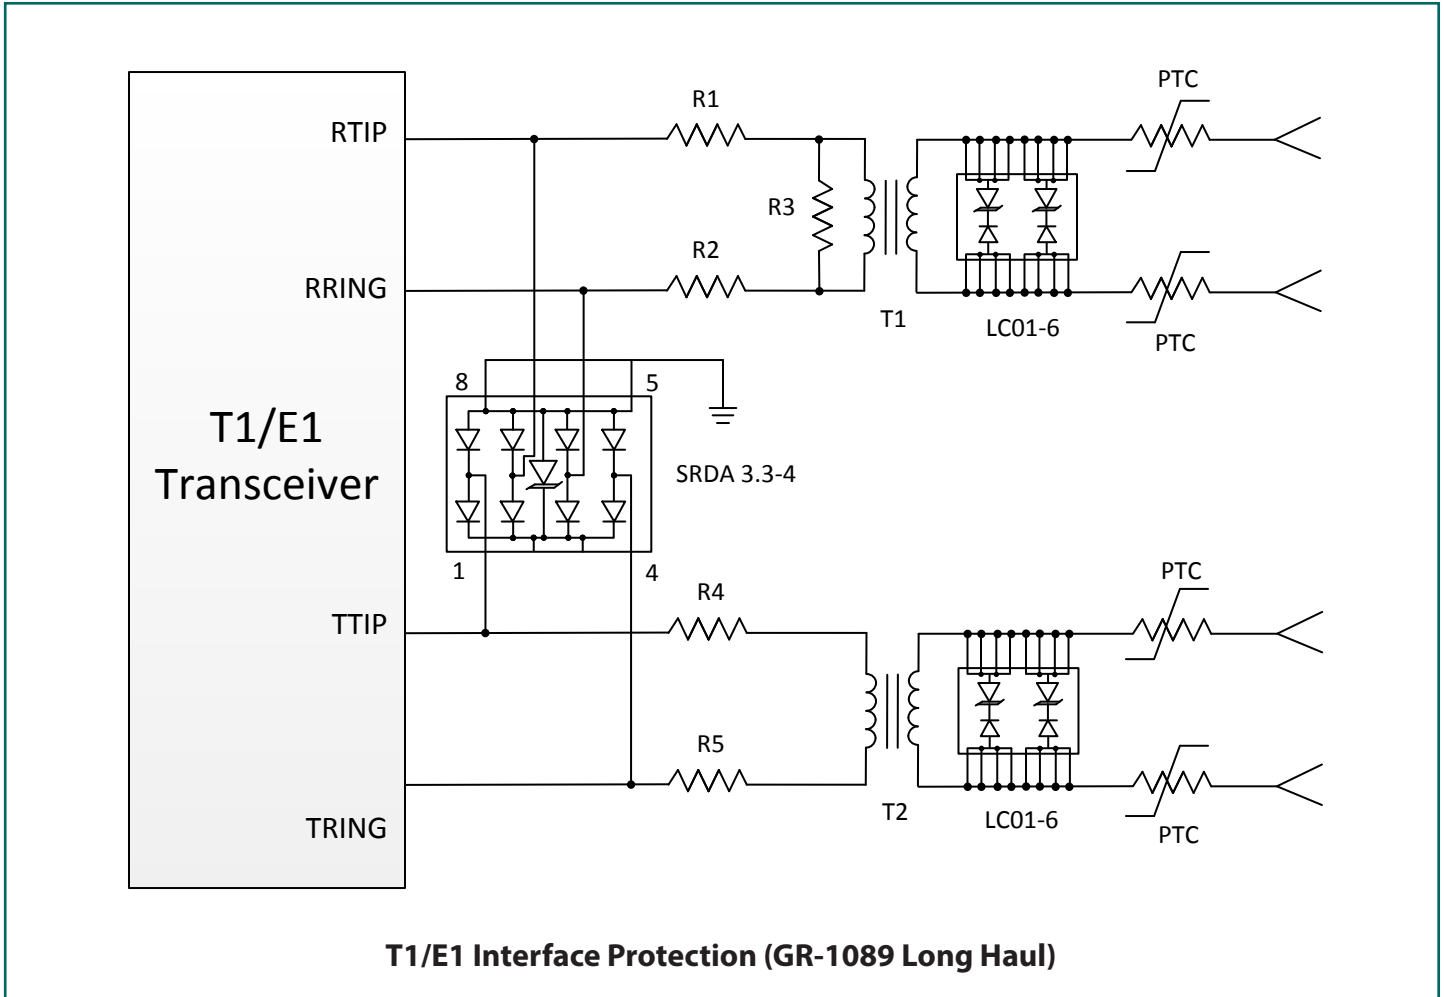 PTC
R1
RTIP
R3
R2
RRING
T1
LC01-6
PTC
8
5
T1/E1
Transceiver
SRDA 3.3-4
1
4
PTC
R4
TTIP
R5
T2
LC01-6
TRING
PTC
T1/E1 Interface Protection (GR-1089 Long Haul)